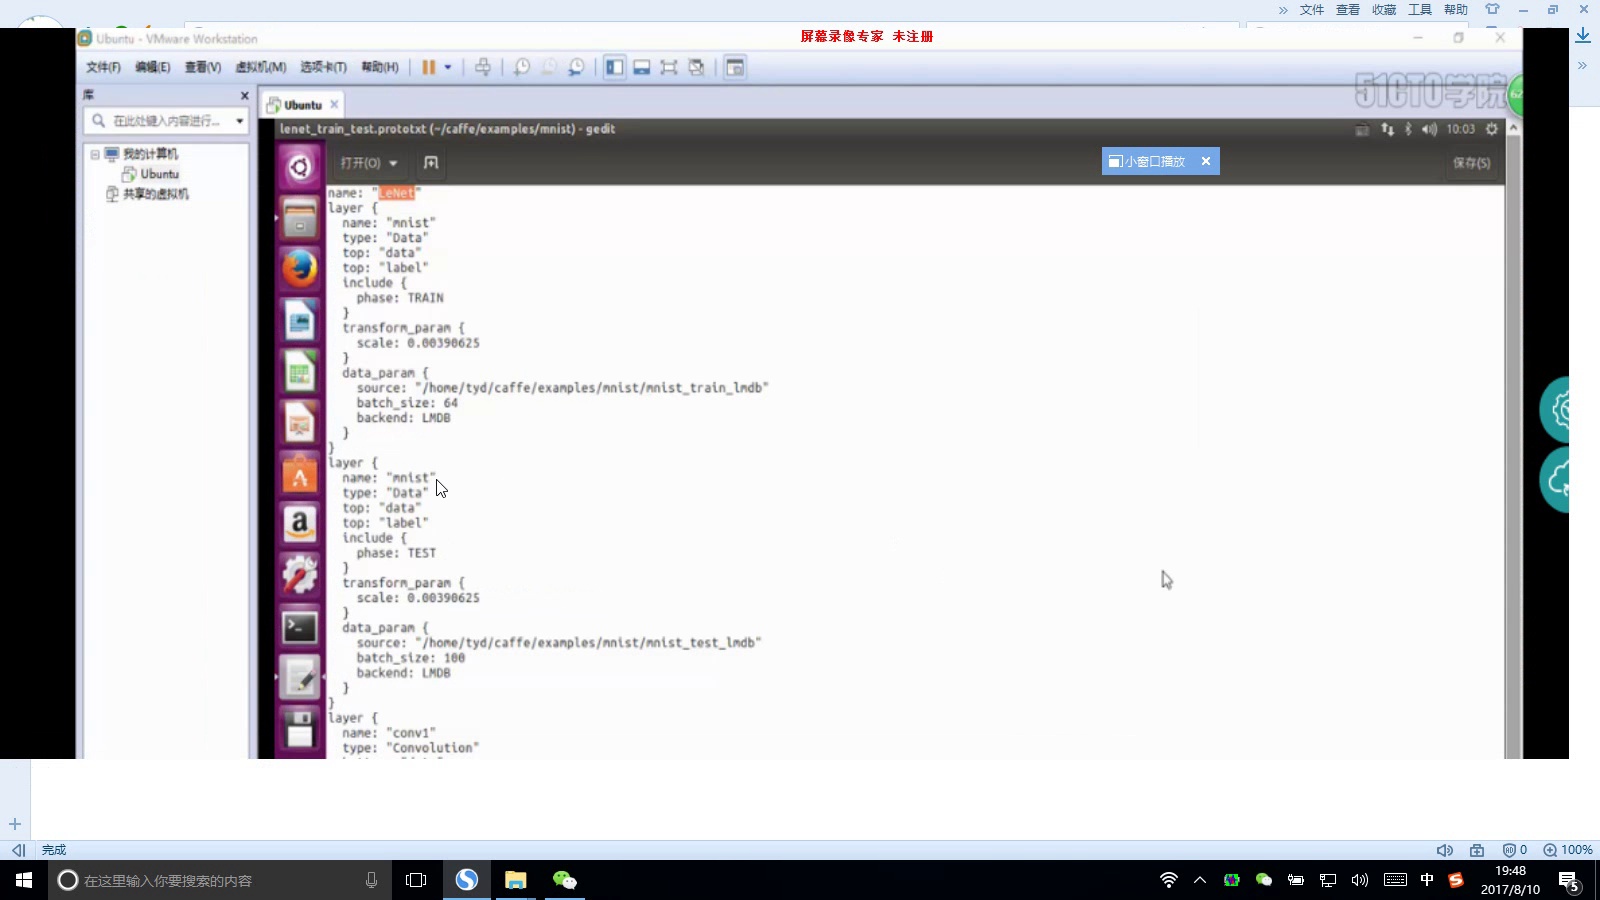 » 文件 查看 收藏 工具 帮助
Ubuntu - VMware Workstation
屏幕录像专家 未注册
文件(F) 编辑(E) 查看(V) 虚拟机(M) 选项卡(T) 帮助(H)
51CTO学院
库
Ubuntu
在此处键入内容进行...
我的计算机
Ubuntu
共享的虚拟机
lenet_train_test.prototxt (~/caffe/examples/mnist) - gedit
10:03
打开(O)
小窗口播放
保存(S)
name: "LeNet"
layer {
name: "mnist"
type: "Data"
top: "data"
top: "label"
include {
phase: TRAIN
}
transform_param {
scale: 0.00390625
}
data_param {
source: "/home/tyd/caffe/examples/mnist/mnist_train_lmdb"
batch_size: 64
backend: LMDB
}
}
layer {
name: "mnist"
type: "Data"
top: "data"
top: "label"
include {
phase: TEST
}
transform_param {
scale: 0.00390625
}
data_param {
source: "/home/tyd/caffe/examples/mnist/mnist_test_lmdb"
batch_size: 100
backend: LMDB
}
}
layer {
name: "conv1"
type: "Convolution"
完成
0
100%
在这里输入你要搜索的内容
中
19:48
2017/8/10
5